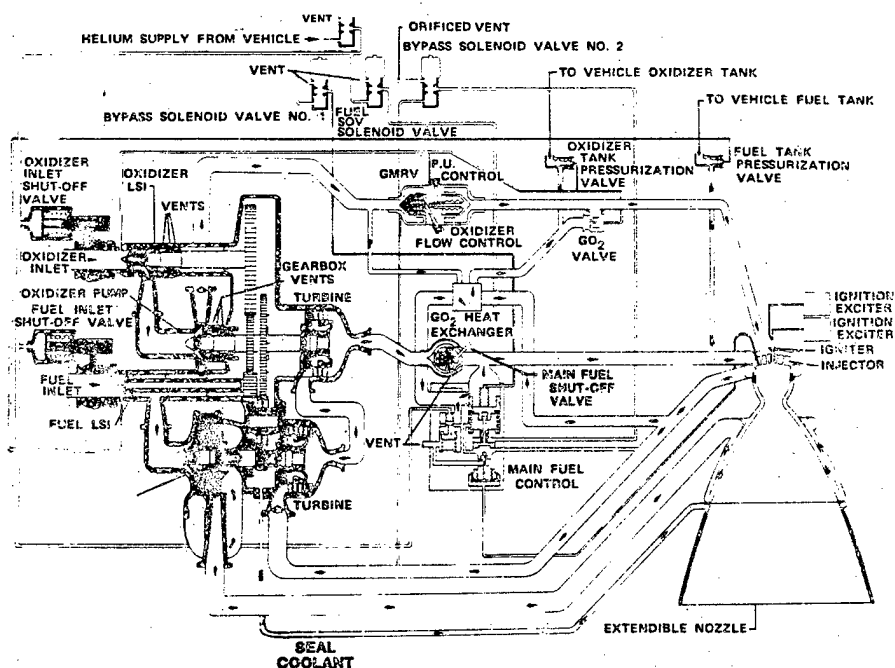 VENT
HELIUM SUPPLY FROM VEHICLE
ORIFICED VENT
BYPASS SOLENOID VALVE NO. 2
VENT
TO VEHICLE OXIDIZER TANK
TO VEHICLE FUEL TANK
BYPASS SOLENOID VALVE NO. 1
FUEL
SOV
SOLENOID VALVE
OXIDIZER
INLET
SHUT-OFF
VALVE
OXIDIZER
LSI
VENTS
GMRV
P.U.
CONTROL
OXIDIZER
TANK
PRESSURIZATION
VALVE
FUEL TANK
PRESSURIZATION
VALVE
OXIDIZER
FLOW CONTROL
GO2
VALVE
OXIDIZER
INLET
GEARBOX
VENTS
OXIDIZER PUMP
FUEL INLET
SHUT-OFF VALVE
TURBINE
GO2 HEAT
EXCHANGER
IGNITION
EXCITER
IGNITION
EXCITER
IGNITER
INJECTOR
FUEL
INLET
MAIN FUEL
SHUT-OFF
VALVE
FUEL LSI
VENT
MAIN FUEL
CONTROL
TURBINE
EXTENDIBLE NOZZLE
SEAL
COOLANT